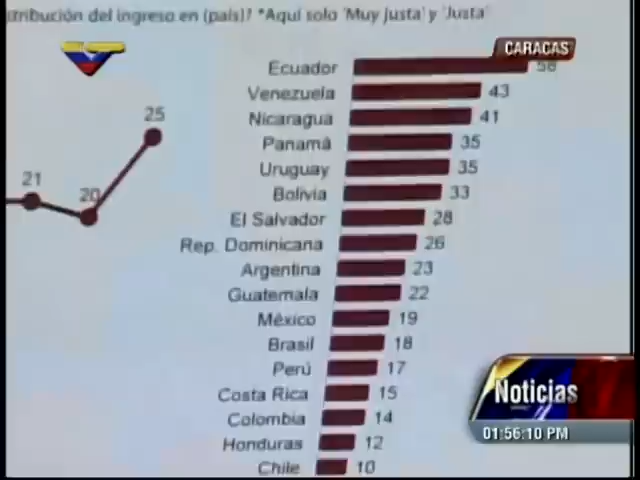 stribución del ingreso en (país)? *Aquí solo 'Muy Justa' y 'Justa'
CARACAS
Ecuador 58
Venezuela 43
25
Nicaragua 41
Panamá 35
Uruguay 35
21
20
Bolivia 33
El Salvador 28
Rep. Dominicana 26
Argentina 23
Guatemala 22
México 19
Brasil 18
Perú 17
Costa Rica 15
Colombia 14
Honduras 12
Chile 10
Noticias
01:56:10 PM